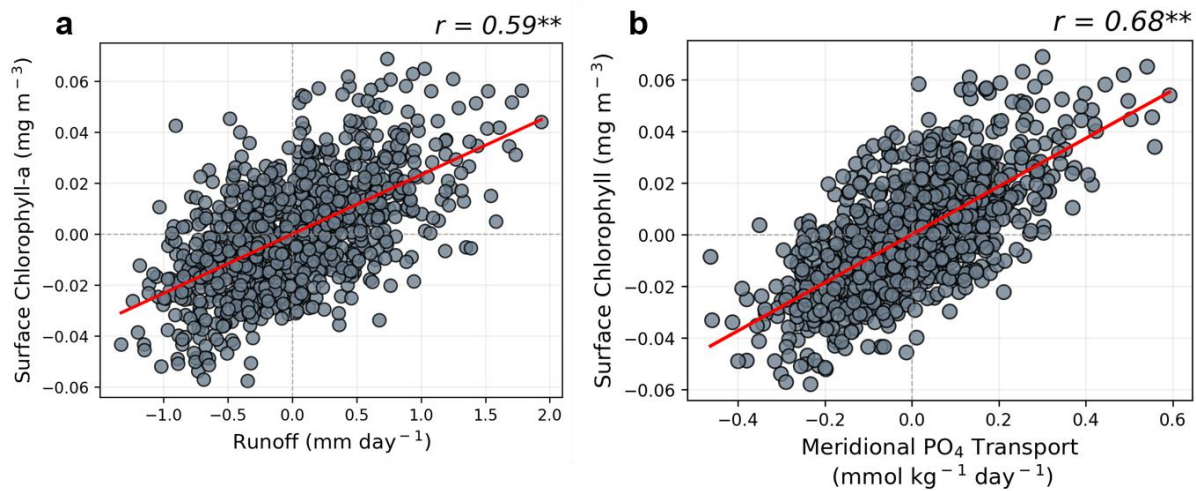 a
r = 0.59**
Surface Chlorophyll-a (mg m⁻³)
0.06
0.04
0.02
0.00
−0.02
−0.04
−0.06
−1.0 −0.5 0.0 0.5 1.0 1.5 2.0
Runoff (mm day⁻¹)
b
r = 0.68**
Surface Chlorophyll (mg m⁻³)
0.06
0.04
0.02
0.00
−0.02
−0.04
−0.06
−0.4 −0.2 0.0 0.2 0.4 0.6
Meridional PO₄ Transport
(mmol kg⁻¹ day⁻¹)